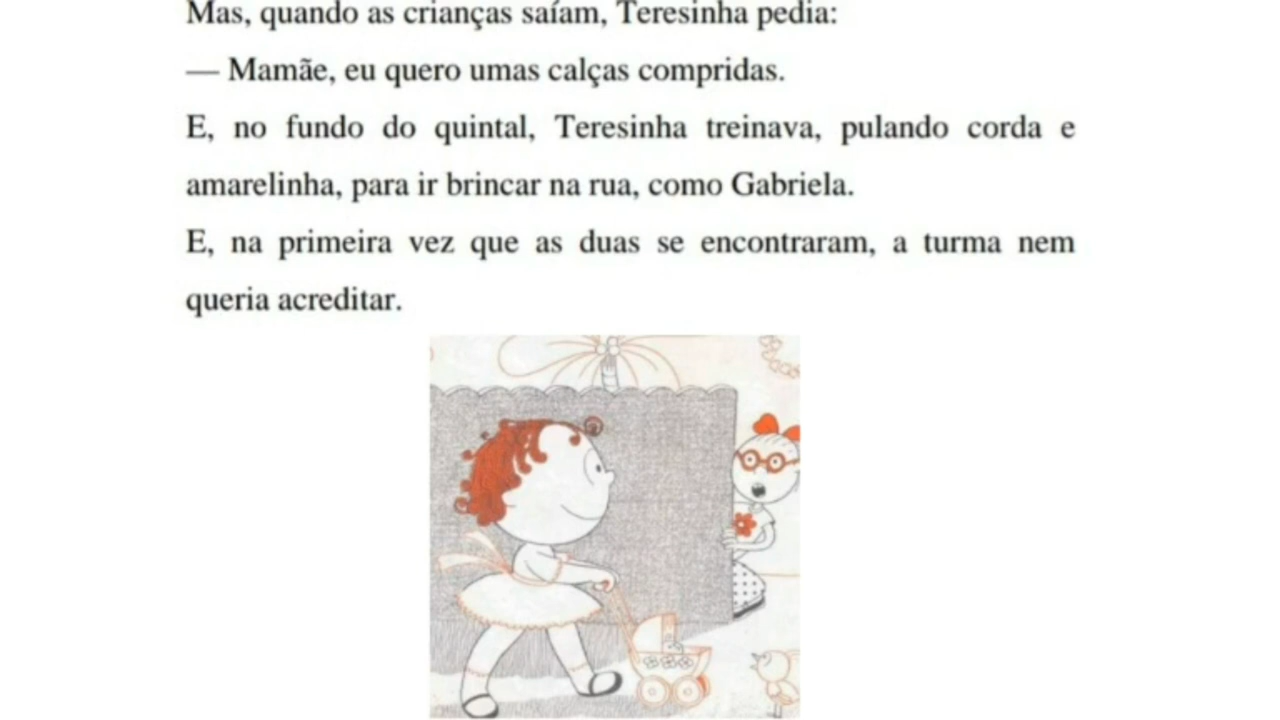 Mas, quando as crianças saíam, Teresinha pedia:
— Mamãe, eu quero umas calças compridas.
E, no fundo do quintal, Teresinha treinava, pulando corda e
amarelinha, para ir brincar na rua, como Gabriela.
E, na primeira vez que as duas se encontraram, a turma nem
queria acreditar.